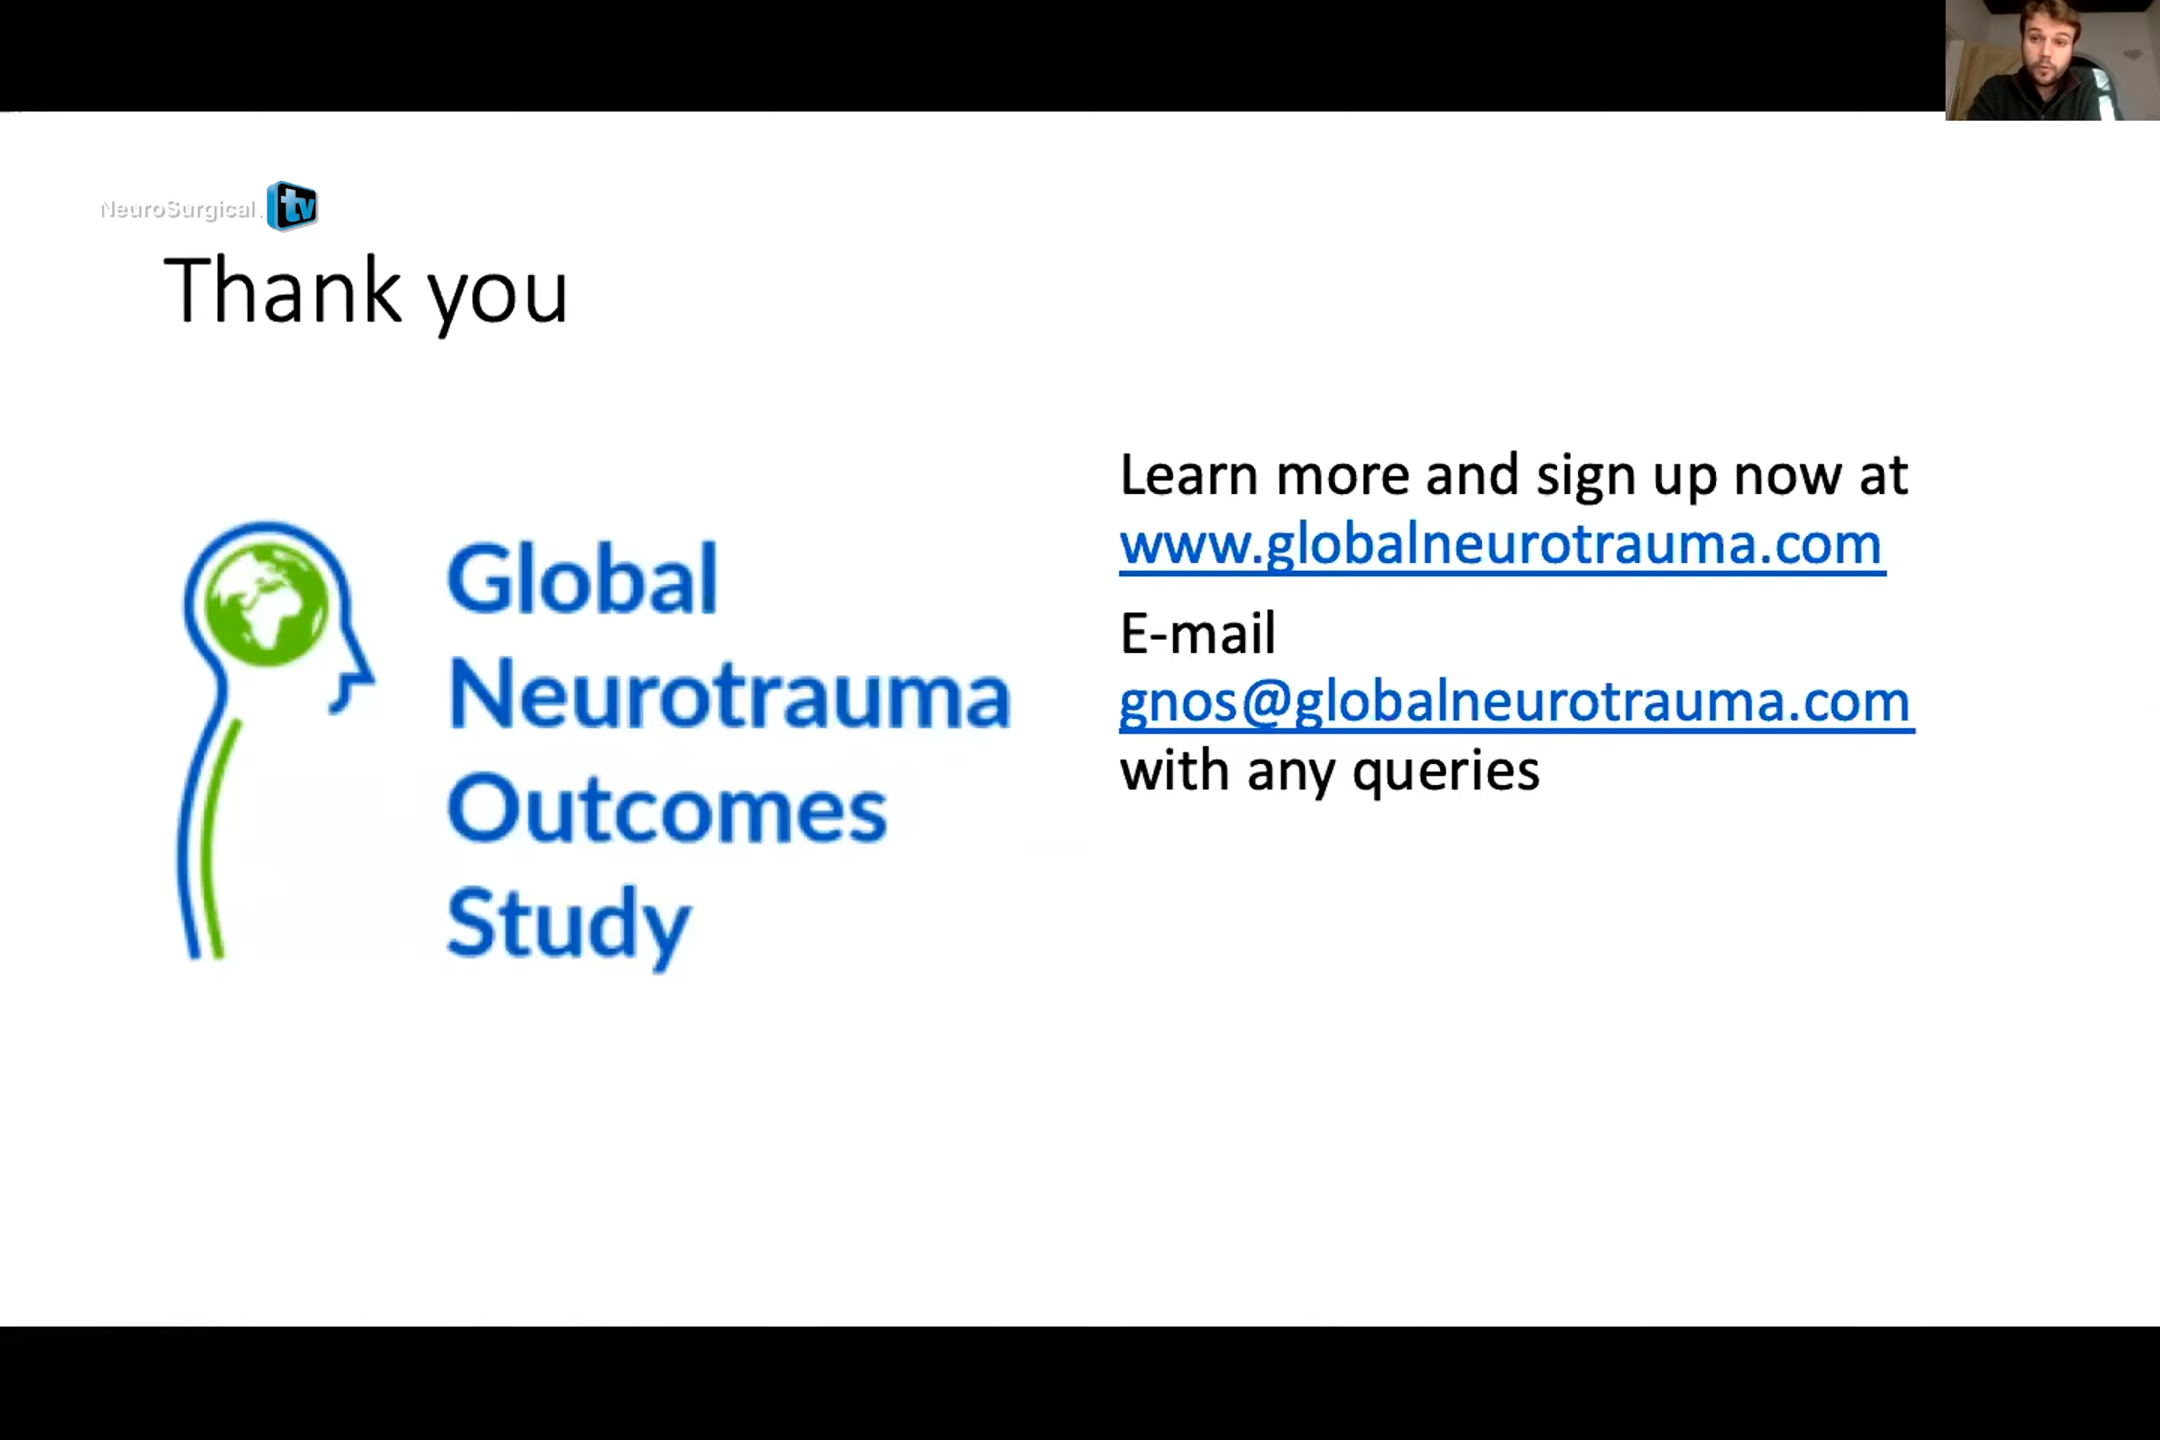 NeuroSurgical.tv
Thank you
Global
Neurotrauma
Outcomes
Study
Learn more and sign up now at
www.globalneurotrauma.com
E-mail
gnos@globalneurotrauma.com
with any queries